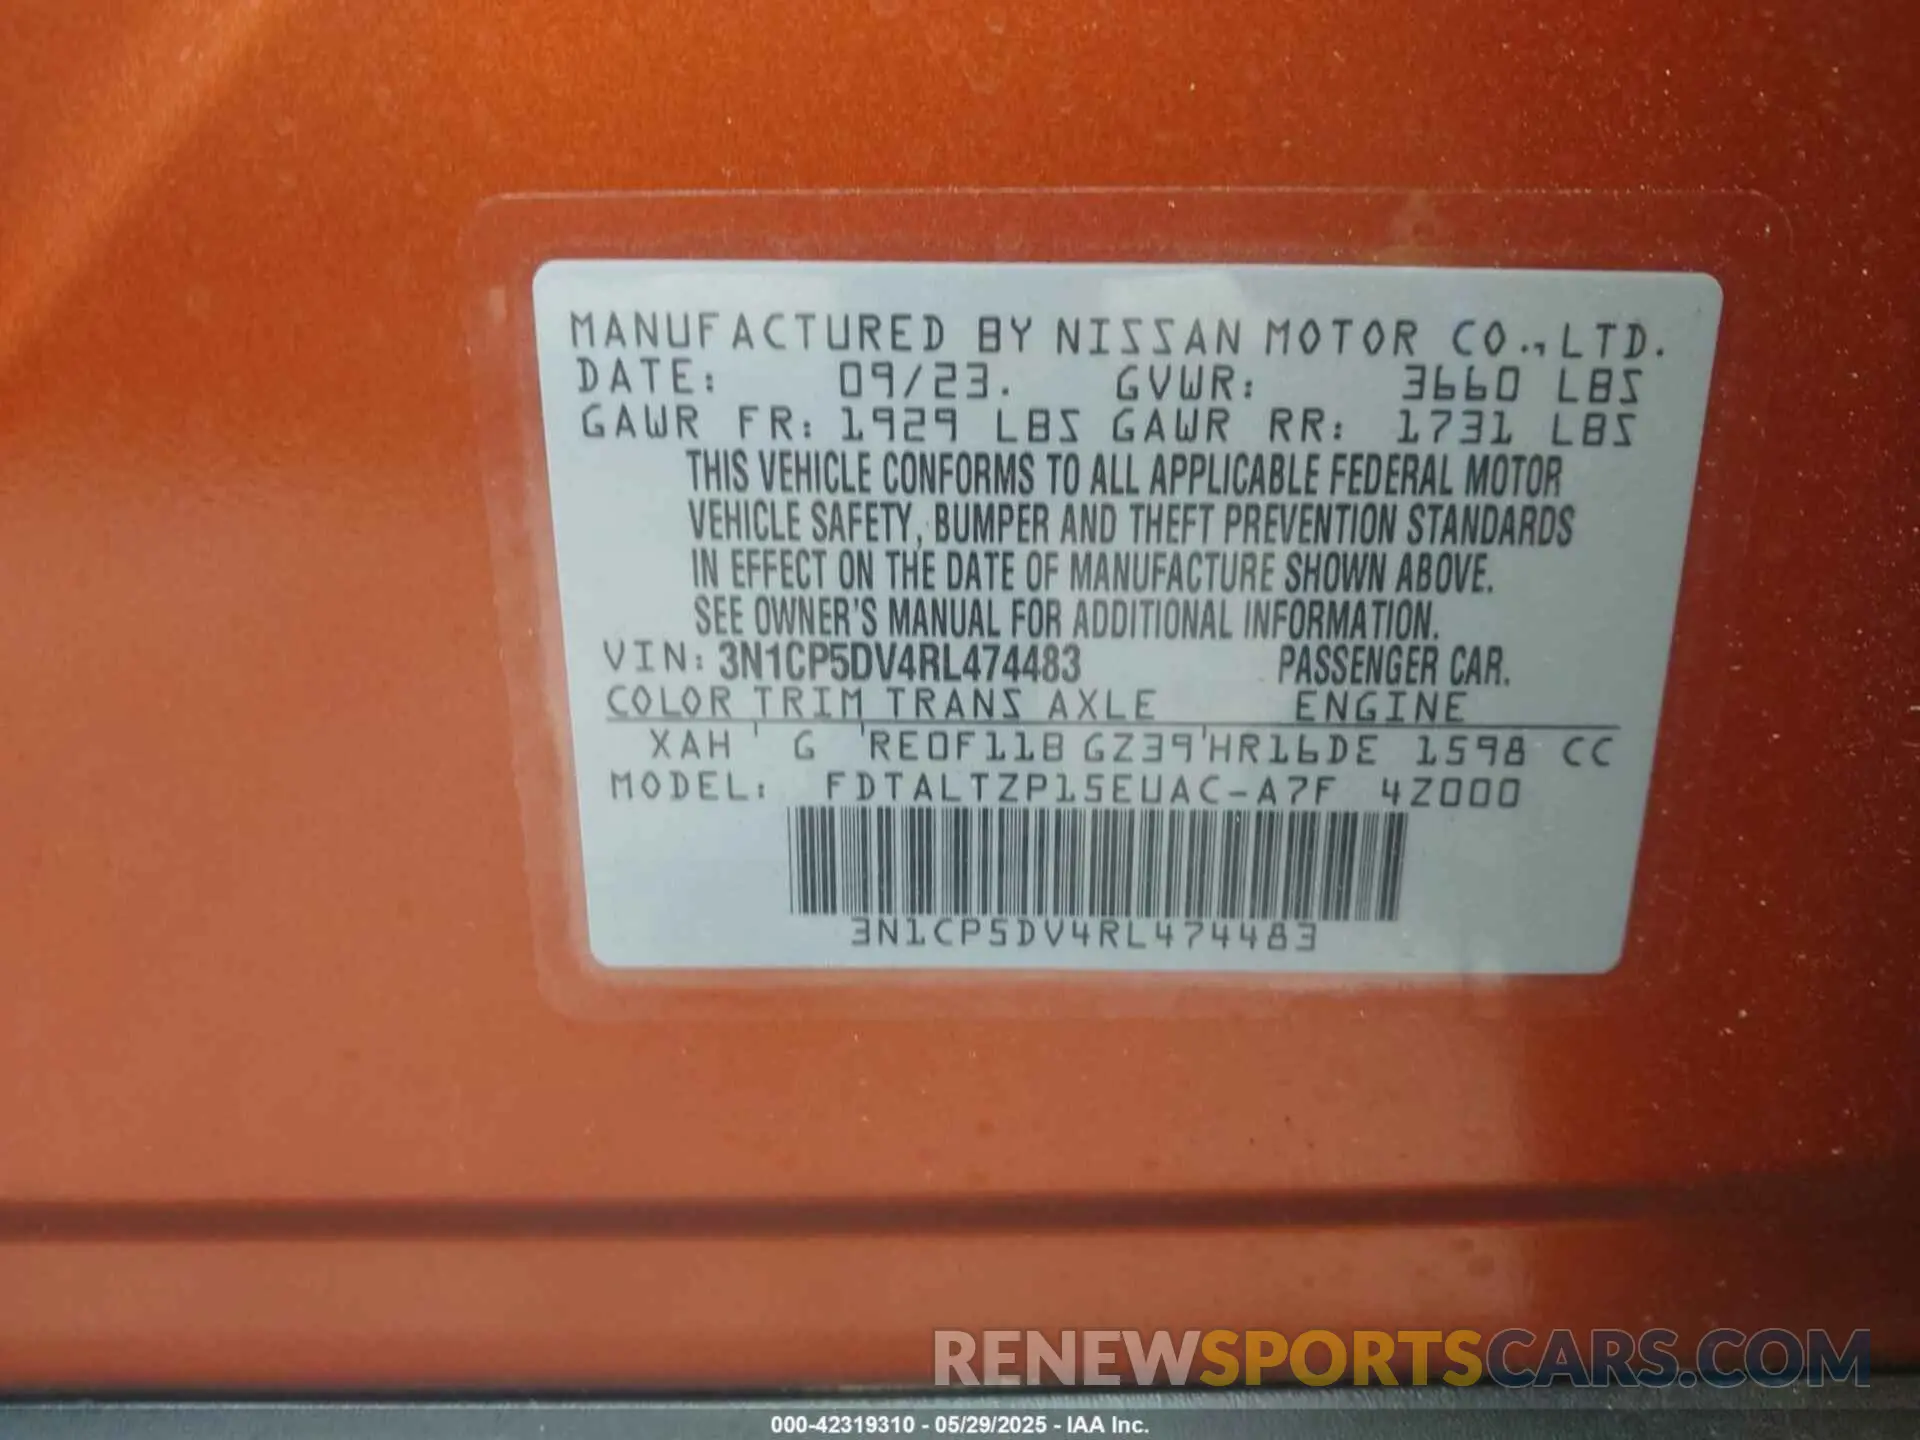 MANUFACTURED BY NISSAN MOTOR CO.,LTD.
DATE: 09/23. GVWR: 3660 LBS
GAWR FR: 1929 LBS GAWR RR: 1731 LBS
THIS VEHICLE CONFORMS TO ALL APPLICABLE FEDERAL MOTOR
VEHICLE SAFETY, BUMPER AND THEFT PREVENTION STANDARDS
IN EFFECT ON THE DATE OF MANUFACTURE SHOWN ABOVE.
SEE OWNER'S MANUAL FOR ADDITIONAL INFORMATION.
VIN: 3N1CP5DV4RL474483 PASSENGER CAR.
COLOR TRIM TRANS AXLE ENGINE
XAH ' G 'RE0F11B GZ39'HR16DE 1598 CC
MODEL: FDTALTZP15EUAC-A7F 4Z000
3N1CP5DV4RL474483
RENEWSPORTSCARS.COM
000-42319310 - 05/29/2025 - IAA Inc.